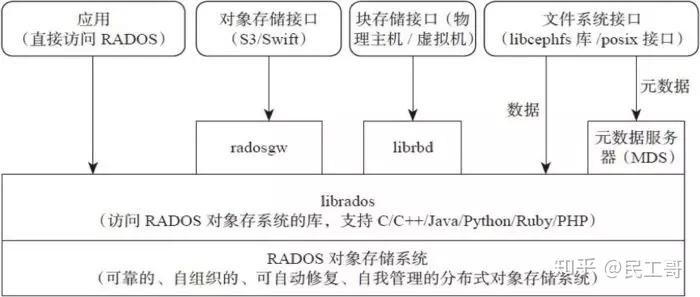 应用
(直接访问 RADOS)
对象存储接口
(S3/Swift)
块存储接口(物
理主机 / 虚拟机)
文件系统接口
(libcephfs 库 /posix 接口)
数据
元数据
radosgw
librbd
元数据服务
器(MDS)
librados
(访问 RADOS 对象存系统的库,支持 C/C++/Java/Python/Ruby/PHP)
RADOS 对象存储系统
(可靠的、自组织的、可自动修复、自我管理的分布式对象存储系统)
知乎 @民工哥